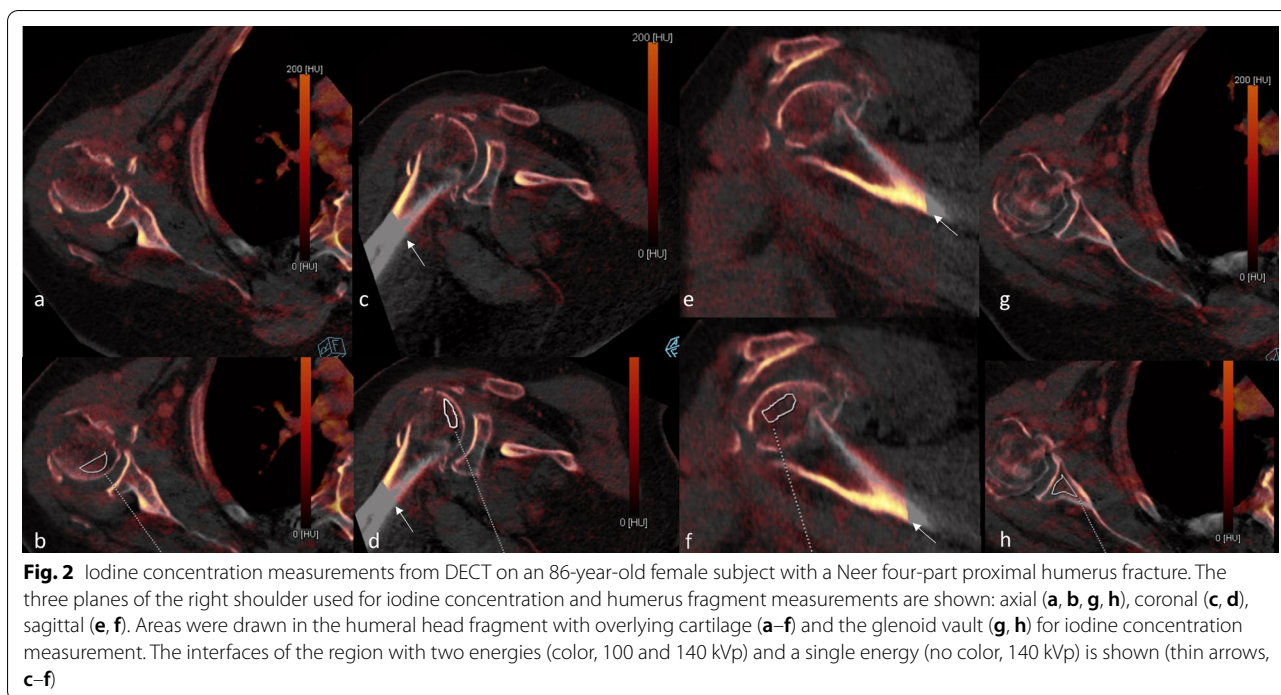 200 [HU]
0 [HU]
a
200 [HU]
0 [HU]
c
e
200 [HU]
0 [HU]
g
b
0 [HU]
d
f
0 [HU]
h
Fig. 2 Iodine concentration measurements from DECT on an 86-year-old female subject with a Neer four-part proximal humerus fracture. The
three planes of the right shoulder used for iodine concentration and humerus fragment measurements are shown: axial (a, b, g, h), coronal (c, d),
sagittal (e, f). Areas were drawn in the humeral head fragment with overlying cartilage (a–f) and the glenoid vault (g, h) for iodine concentration
measurement. The interfaces of the region with two energies (color, 100 and 140 kVp) and a single energy (no color, 140 kVp) is shown (thin arrows,
c–f)